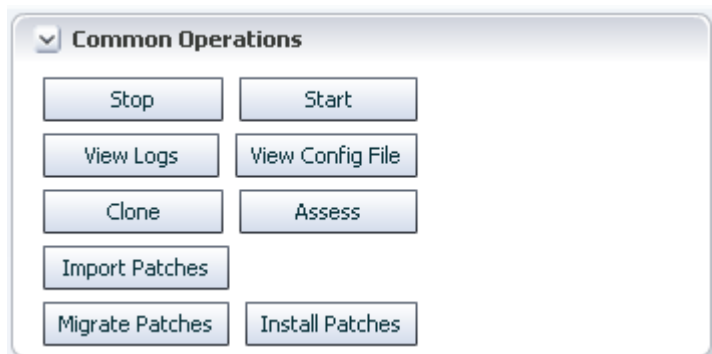 Common Operations
Stop Start
View Logs View Config File
Clone Assess
Import Patches
Migrate Patches Install Patches